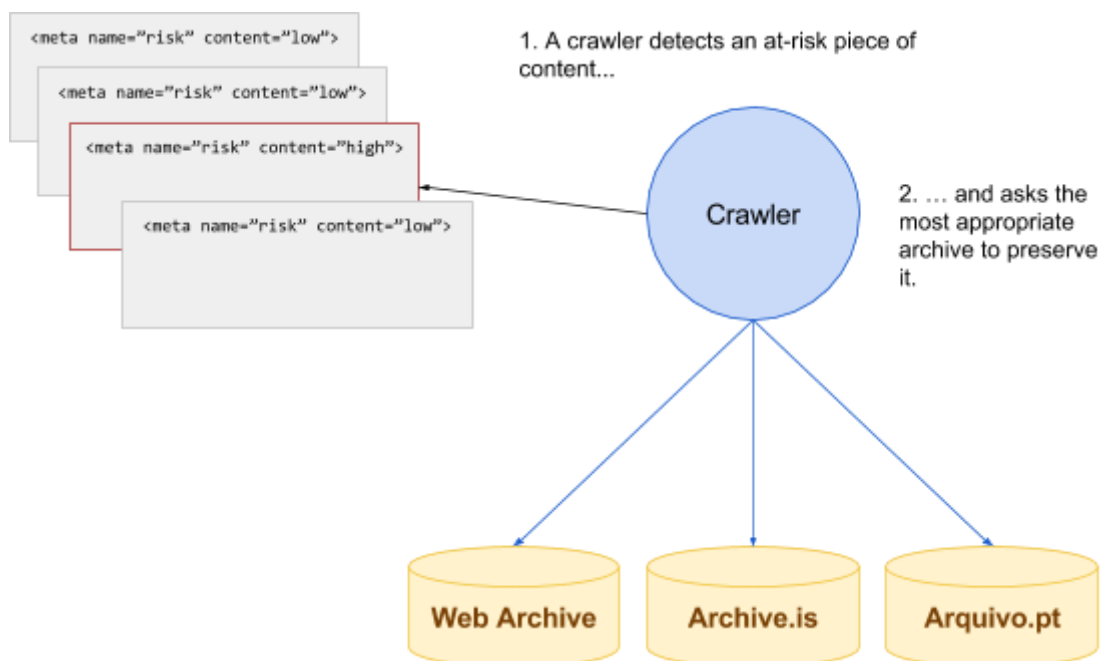 <meta name=”risk” content=”low”>
<meta name=”risk” content=”low”>
<meta name=”risk” content=”high”>
<meta name=”risk” content=”low”>
1. A crawler detects an at-risk piece of
content...
Crawler
2. ... and asks the
most appropriate
archive to preserve
it.
Web Archive
Archive.is
Arquivo.pt